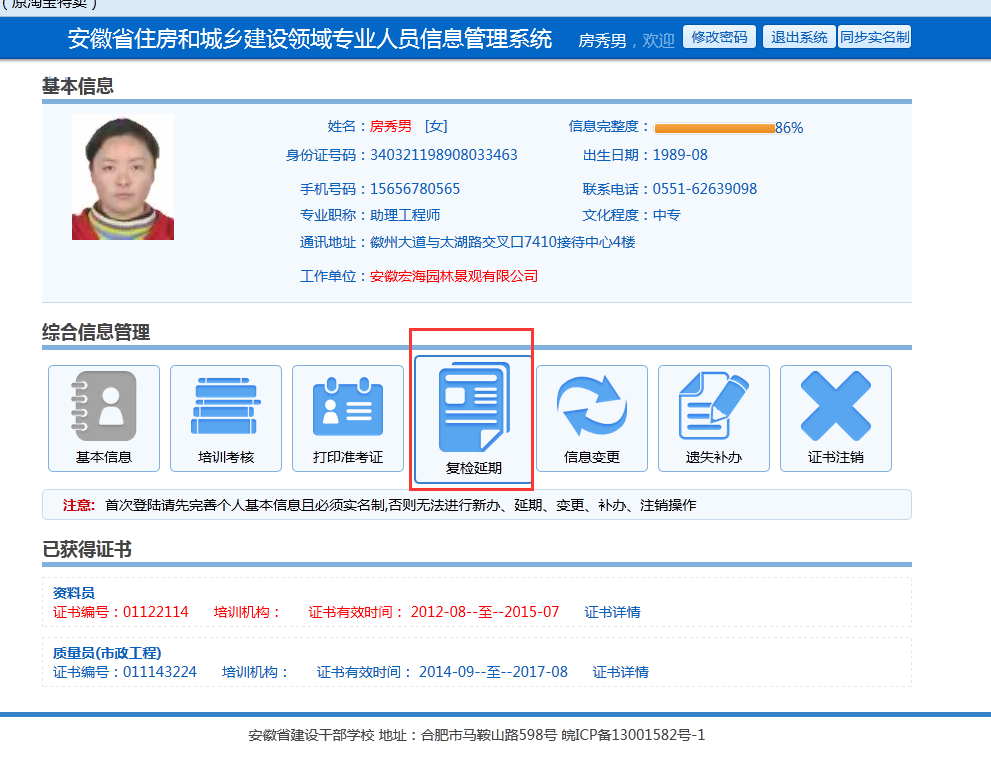 （原淘宝特卖）
安徽省住房和城乡建设领域专业人员信息管理系统 房秀男，欢迎 修改密码 退出系统 同步实名制
基本信息
姓名：房秀男 [女] 信息完整度： 86%
身份证号码：340321198908033463 出生日期：1989-08
手机号码：15656780565 联系电话：0551-62639098
专业职称：助理工程师 文化程度：中专
通讯地址：徽州大道与太湖路交叉口7410接待中心4楼
工作单位：安徽宏海园林景观有限公司
综合信息管理
基本信息 培训考核 打印准考证 复检延期 信息变更 遗失补办 证书注销
注意: 首次登陆请先完善个人基本信息且必须实名制,否则无法进行新办、延期、变更、补办、注销操作
已获得证书
资料员
证书编号：01122114 培训机构： 证书有效时间： 2012-08--至--2015-07 证书详情
质量员(市政工程)
证书编号：011143224 培训机构： 证书有效时间： 2014-09--至--2017-08 证书详情
安徽省建设干部学校 地址：合肥市马鞍山路598号 皖ICP备13001582号-1